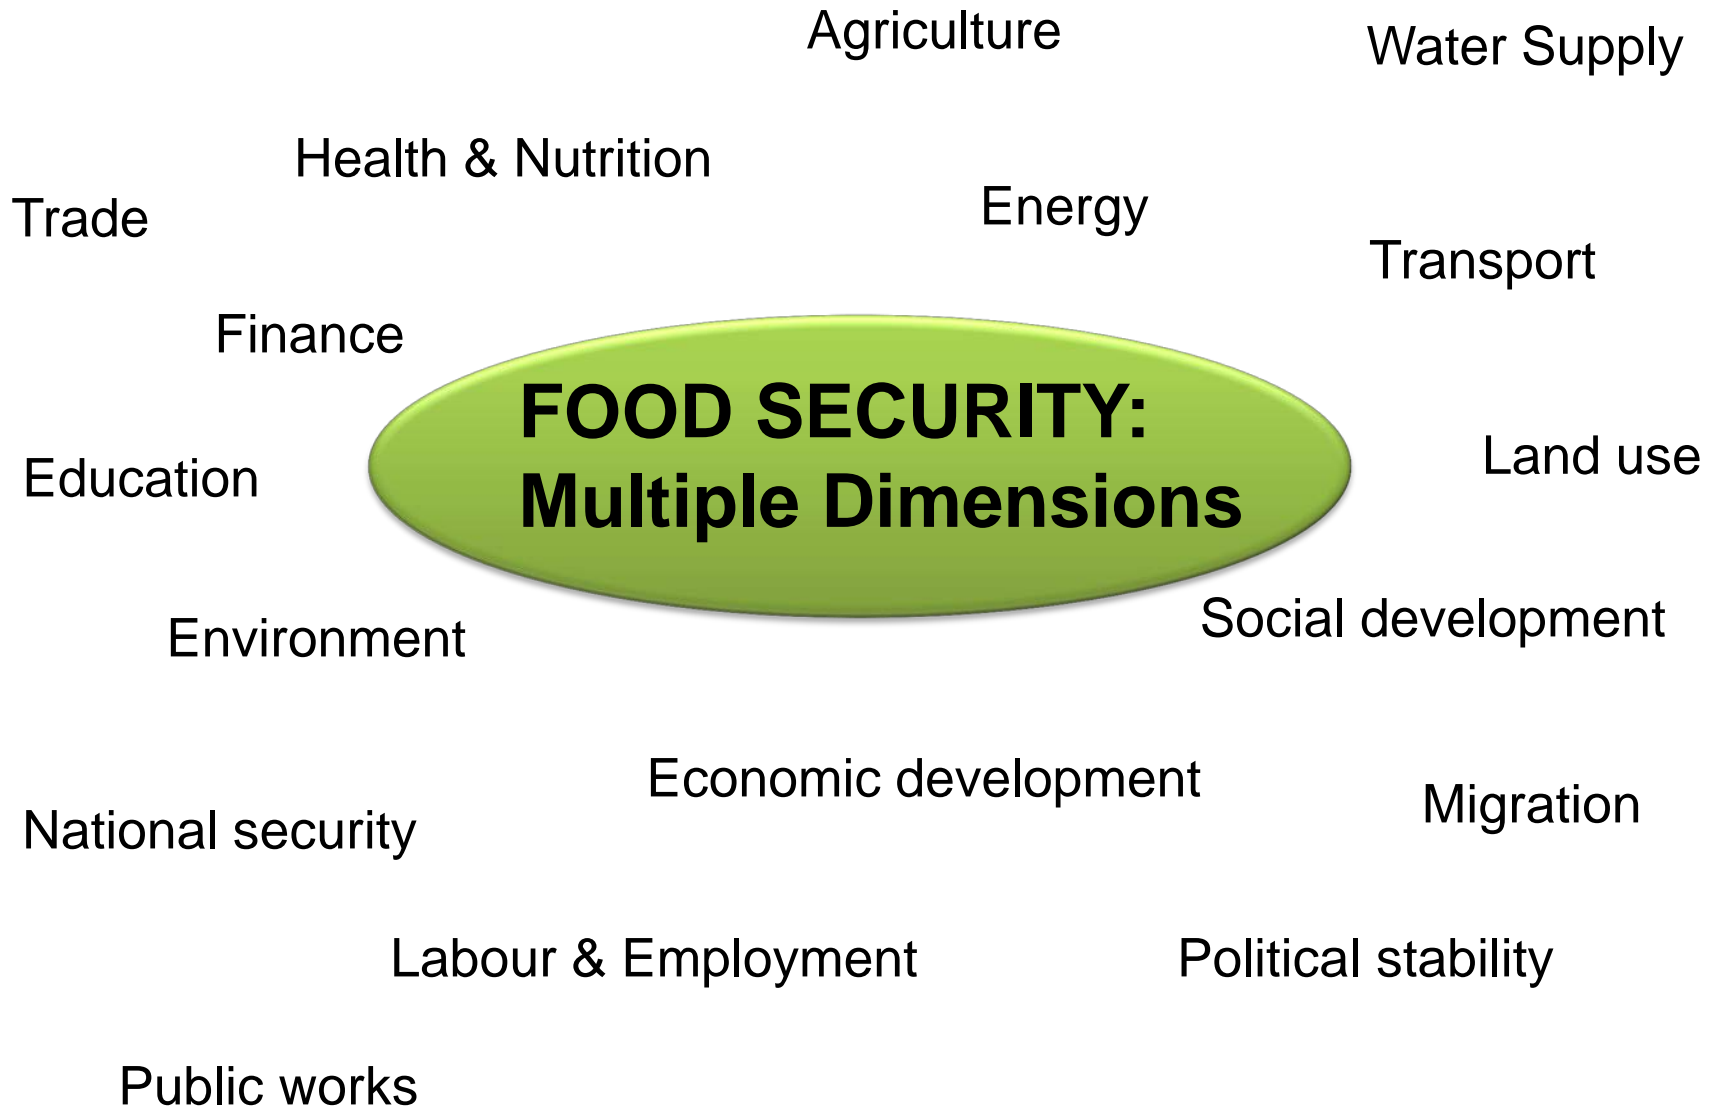 Agriculture
Water Supply
Health & Nutrition
Trade
Energy
Transport
Finance
FOOD SECURITY:
Multiple Dimensions
Education
Land use
Environment
Social development
Economic development
National security
Migration
Labour & Employment
Political stability
Public works